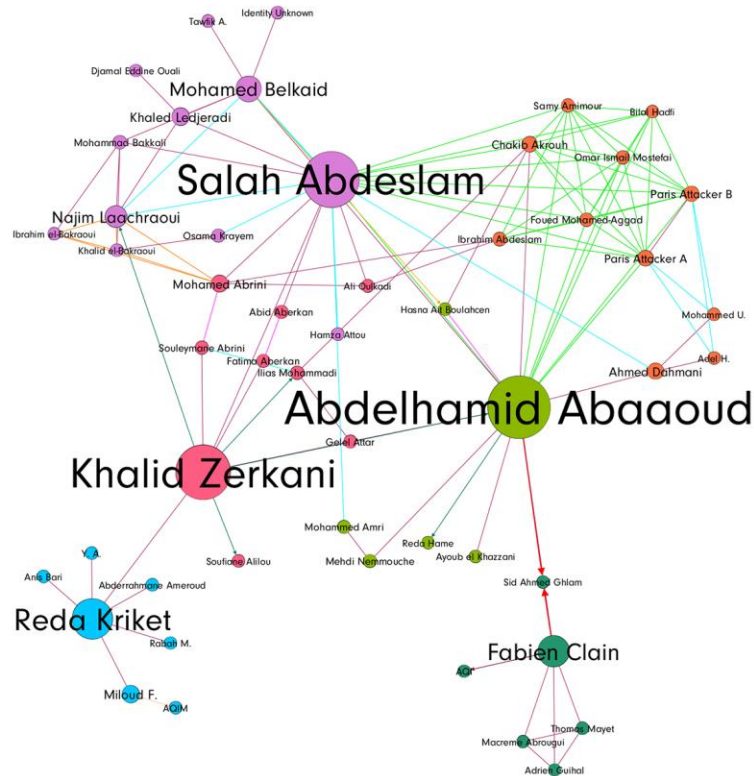 Tawfik A.
Identity Unknown
Djamal Eddine Ouali
Mohamed Belkaid
Khaled Ledjeradi
Mohammad Bakkali
Samy Amimour
Bilal Hadfi
Chakib Akrouh
Omar Ismail Mostefai
Salah Abdeslam
Paris Attacker B
Najim Laachraoui
Foued Mohamed-Aggad
Ibrahim el-Bakraoui
Osama Krayem
Ibrahim Abdeslam
Khalid el-Bakraoui
Paris Attacker A
Mohamed Abrini
Ali Oulkadi
Abid Aberkan
Hasna Ait Boulahcen
Mohammed U.
Hamza Attou
Souleymane Abrini
Fatima Aberkan
Adel H.
Ilias Mohammadi
Ahmed Dahmani
Abdelhamid Abaaoud
Gelel Attar
Khalid Zerkani
Mohammed Amri
Reda Hame
Ayoub el Khazzani
Mehdi Nemmouche
Soufiane Alilou
Y. A.
Anis Bari
Abderrahmane Ameroud
Sid Ahmed Ghlam
Reda Kriket
Rabah M.
Fabien Clain
Miloud F.
AQIM
Thomas Mayet
Macreme Abrougui
Adrien Guihal